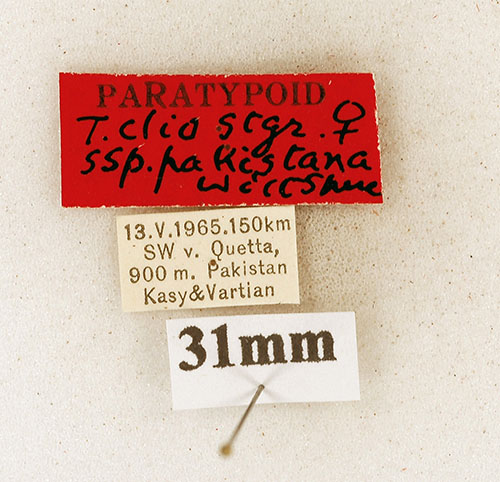 PARATYPOID
T. clio Stgr. ♀
ssp. pakistana
Wiltshire
13.V.1965.150km
SW v. Quetta,
900 m. Pakistan
Kasy&Vartian
31mm